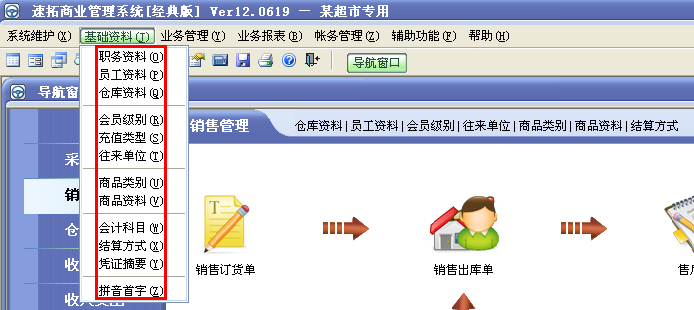 速拓商业管理系统[经典版] Ver12.0619 — 某超市专用
系统维护(X) 基础资料(T) 业务管理(Y) 业务报表(B) 帐务管理(Z) 辅助功能(F) 帮助(H)
导航窗口
导航窗
职务资料(O)
员工资料(P)
仓库资料(Q)
会员级别(R)
充值类型(S)
往来单位(T)
商品类别(U)
商品资料(V)
会计科目(W)
结算方式(X)
凭证摘要(Y)
拼音首字(Z)
采
销
仓
收
销售管理
仓库资料|员工资料|会员级别|往来单位|商品类别|商品资料|结算方式
销售订货单
销售出库单
售后